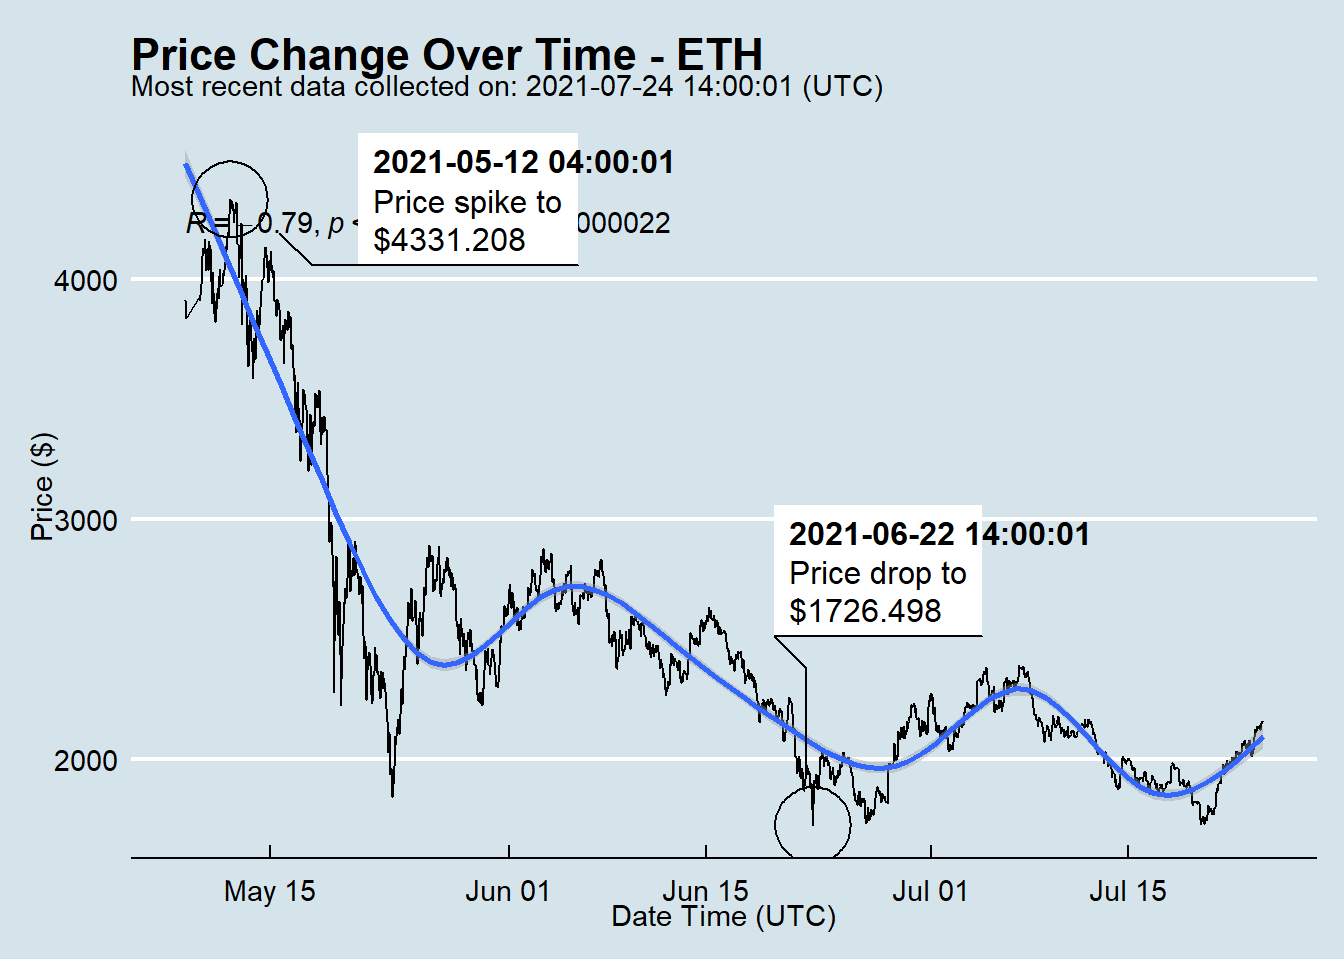 Price Change Over Time - ETH
Most recent data collected on: 2021-07-24 14:00:01 (UTC)
2021-05-12 04:00:01
Price spike to
$4331.208
R = −0.79, p <
000022
4000
3000
2000
Price ($)
2021-06-22 14:00:01
Price drop to
$1726.498
May 15
Jun 01
Jun 15
Jul 01
Jul 15
Date Time (UTC)